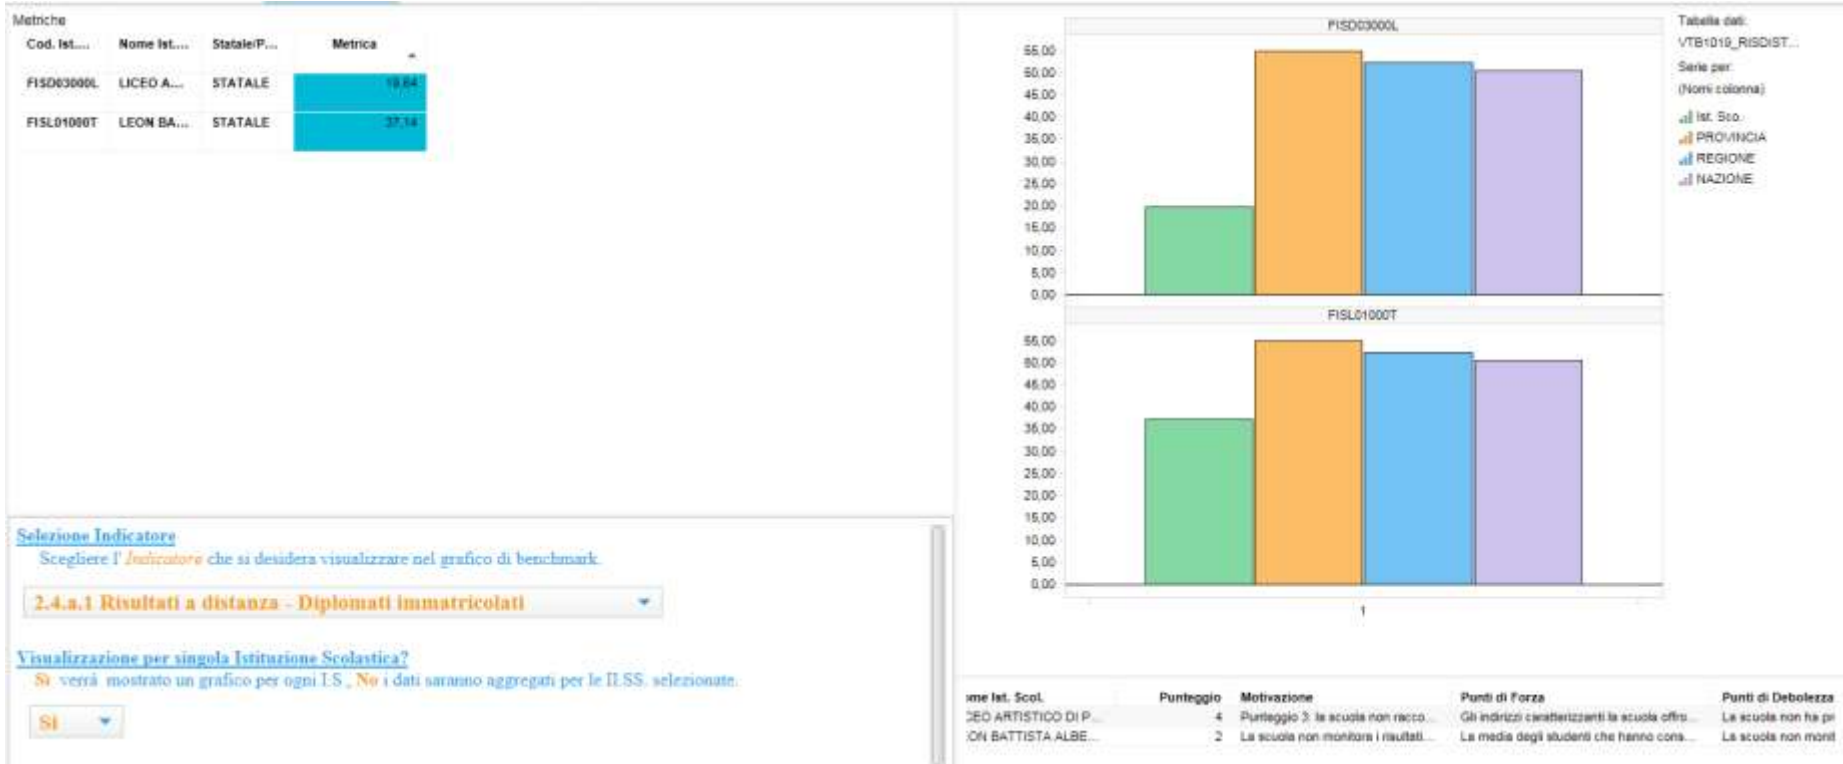 Metriche
Cod. Ist.... Nome Ist.... Statale/P... Metrica
FISD03000L LICEO A... STATALE 19,64
FISL01000T LEON BA... STATALE 37,14
Selezione Indicatore
Scegliere l' Indicatore che si desidera visualizzare nel grafico di benchmark.
2.4.a.1 Risultati a distanza - Diplomati immatricolati
Visualizzazione per singola Istituzione Scolastica?
Si verrà mostrato un grafico per ogni I.S., No i dati saranno aggregati per le II.SS. selezionate.
Si
FISD03000L
55,00
50,00
45,00
40,00
35,00
30,00
25,00
20,00
15,00
10,00
5,00
0,00
FISL01000T
55,00
50,00
45,00
40,00
35,00
30,00
25,00
20,00
15,00
10,00
5,00
0,00
1
Tabella dati:
VTB1019_RISDIST...
Serie per:
(Nomi colonna)
Ist. Sco.
PROVINCIA
REGIONE
NAZIONE
ome Ist. Scol. Punteggio Motivazione Punti di Forza Punti di Debolezza
CEO ARTISTICO DI P... 4 Punteggio 3: la scuola non racco... Gli indirizzi caratterizzanti la scuola offro... La scuola non ha pr
ON BATTISTA ALBE... 2 La scuola non monitora i risultati... La media degli studenti che hanno cons... La scuola non monit